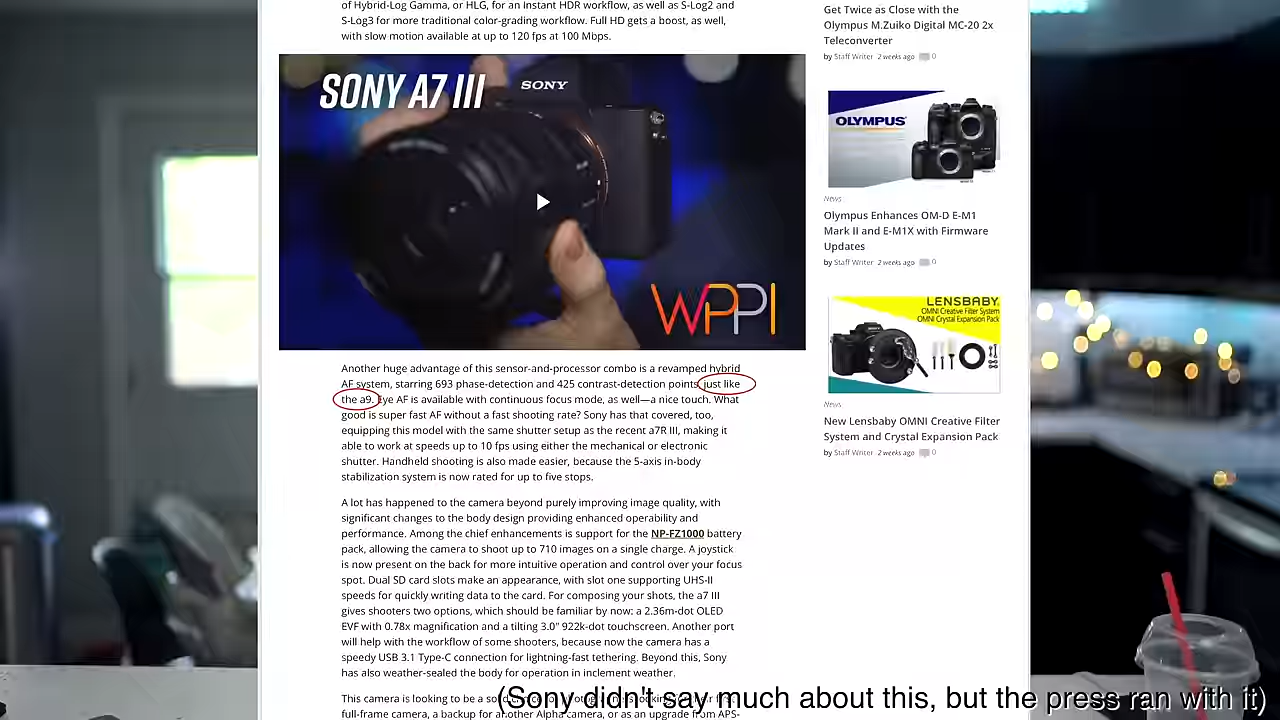 of Hybrid-Log Gamma, or HLG, for an Instant HDR workflow, as well as S-Log2 and
S-Log3 for more traditional color-grading workflow. Full HD gets a boost, as well,
with slow motion available at up to 120 fps at 100 Mbps.
SONY A7 III
SONY
WPPI
Another huge advantage of this sensor-and-processor combo is a revamped hybrid
AF system, starring 693 phase-detection and 425 contrast-detection points just like
the a9. Eye AF is available with continuous focus mode, as well—a nice touch. What
good is super fast AF without a fast shooting rate? Sony has that covered, too,
equipping this model with the same shutter setup as the recent a7R III, making it
able to work at speeds up to 10 fps using either the mechanical or electronic
shutter. Handheld shooting is also made easier, because the 5-axis in-body
stabilization system is now rated for up to five stops.
A lot has happened to the camera beyond purely improving image quality, with
significant changes to the body design providing enhanced operability and
performance. Among the chief enhancements is support for the NP-FZ1000 battery
pack, allowing the camera to shoot up to 710 images on a single charge. A joystick
is now present on the back for more intuitive operation and control over your focus
spot. Dual SD card slots make an appearance, with slot one supporting UHS-II
speeds for quickly writing data to the card. For composing your shots, the a7 III
gives shooters two options, which should be familiar by now: a 2.36m-dot OLED
EVF with 0.78x magnification and a tilting 3.0" 922k-dot touchscreen. Another port
will help with the workflow of some shooters, because now the camera has a
speedy USB 3.1 Type-C connection for lightning-fast tethering. Beyond this, Sony
has also weather-sealed the body for operation in inclement weather.
This camera is looking to be a
full-frame camera, a backup for another Alpha camera, or as an upgrade from APS-
Get Twice as Close with the
Olympus M.Zuiko Digital MC-20 2x
Teleconverter
by Staff Writer 2 weeks ago 0
OLYMPUS
News
Olympus Enhances OM-D E-M1
Mark II and E-M1X with Firmware
Updates
by Staff Writer 2 weeks ago 0
LENSBABY
OMNI Creative Filter System
OMNI Crystal Expansion Pack
News
New Lensbaby OMNI Creative Filter
System and Crystal Expansion Pack
by Staff Writer 2 weeks ago 0
(Sony didn't say much about this, but the press ran with it)